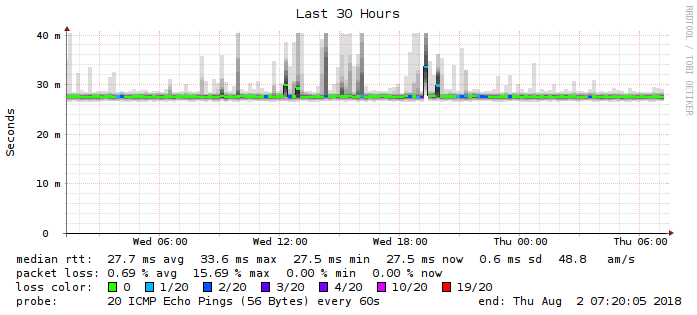 Last 30 Hours
RRDTOOL / TOBI OETIKER
Seconds
40 m
30 m
20 m
10 m
0
Wed 06:00 Wed 12:00 Wed 18:00 Thu 00:00 Thu 06:00
median rtt: 27.7 ms avg 33.6 ms max 27.5 ms min 27.5 ms now 0.6 ms sd 48.8 am/s
packet loss: 0.69 % avg 15.69 % max 0.00 % min 0.00 % now
loss color: 0 1/20 2/20 3/20 4/20 10/20 19/20
probe: 20 ICMP Echo Pings (56 Bytes) every 60s end: Thu Aug 2 07:20:05 2018